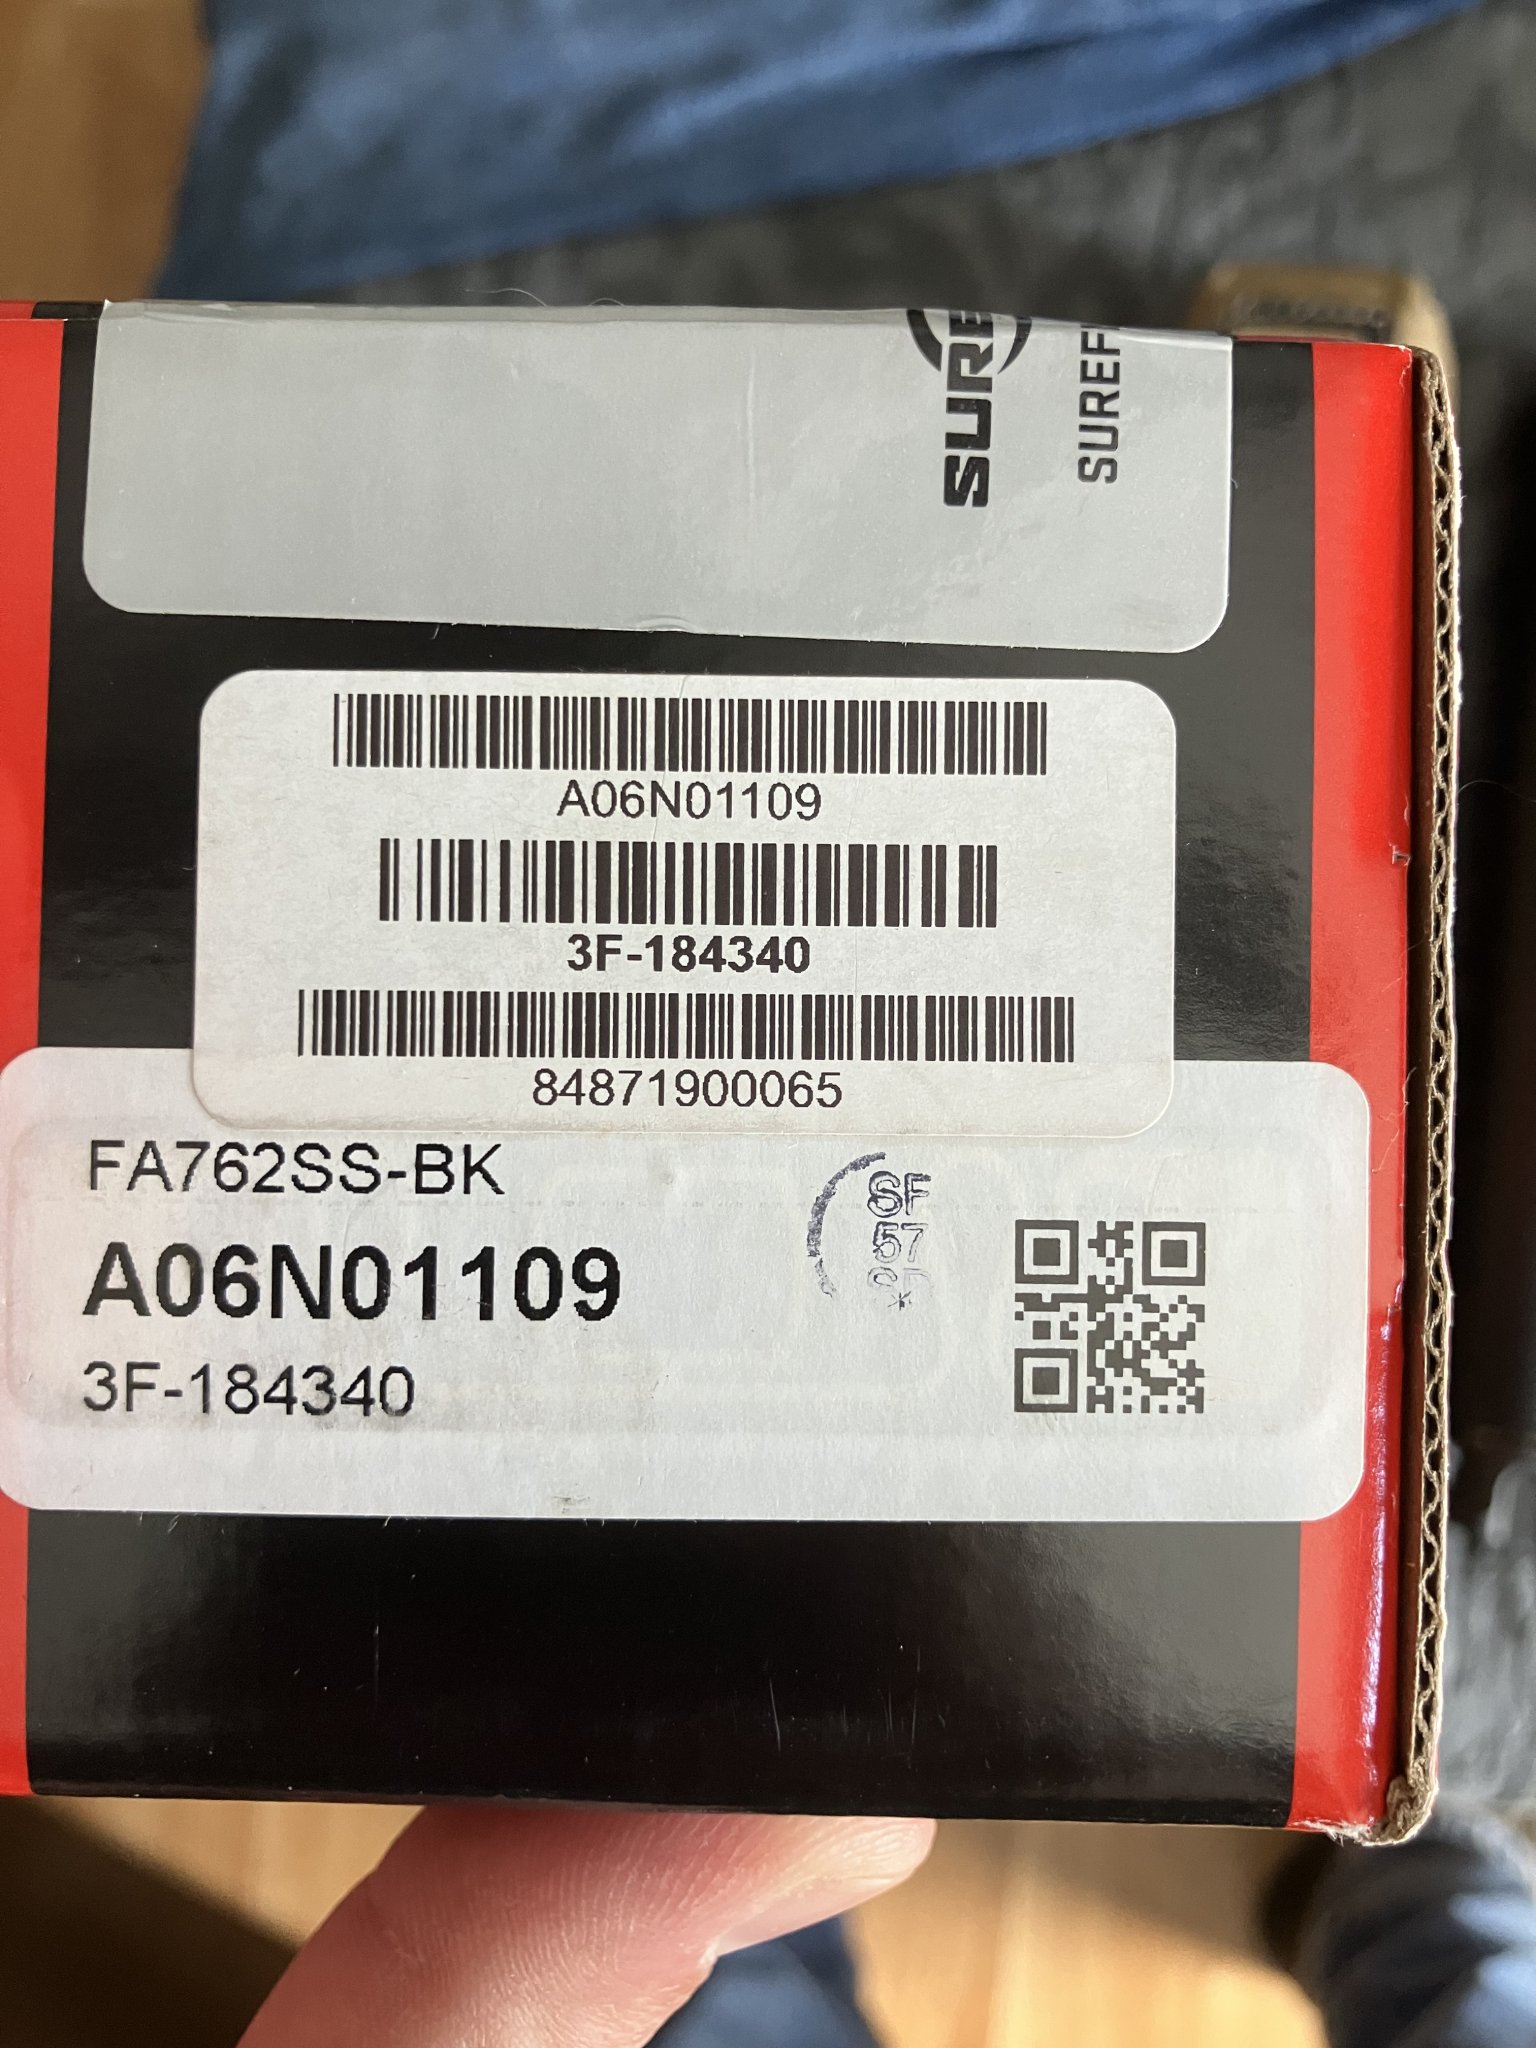 SURE
SUREF
A06N01109
3F-184340
84871900065
FA762SS-BK
A06N01109
3F-184340
SF
57